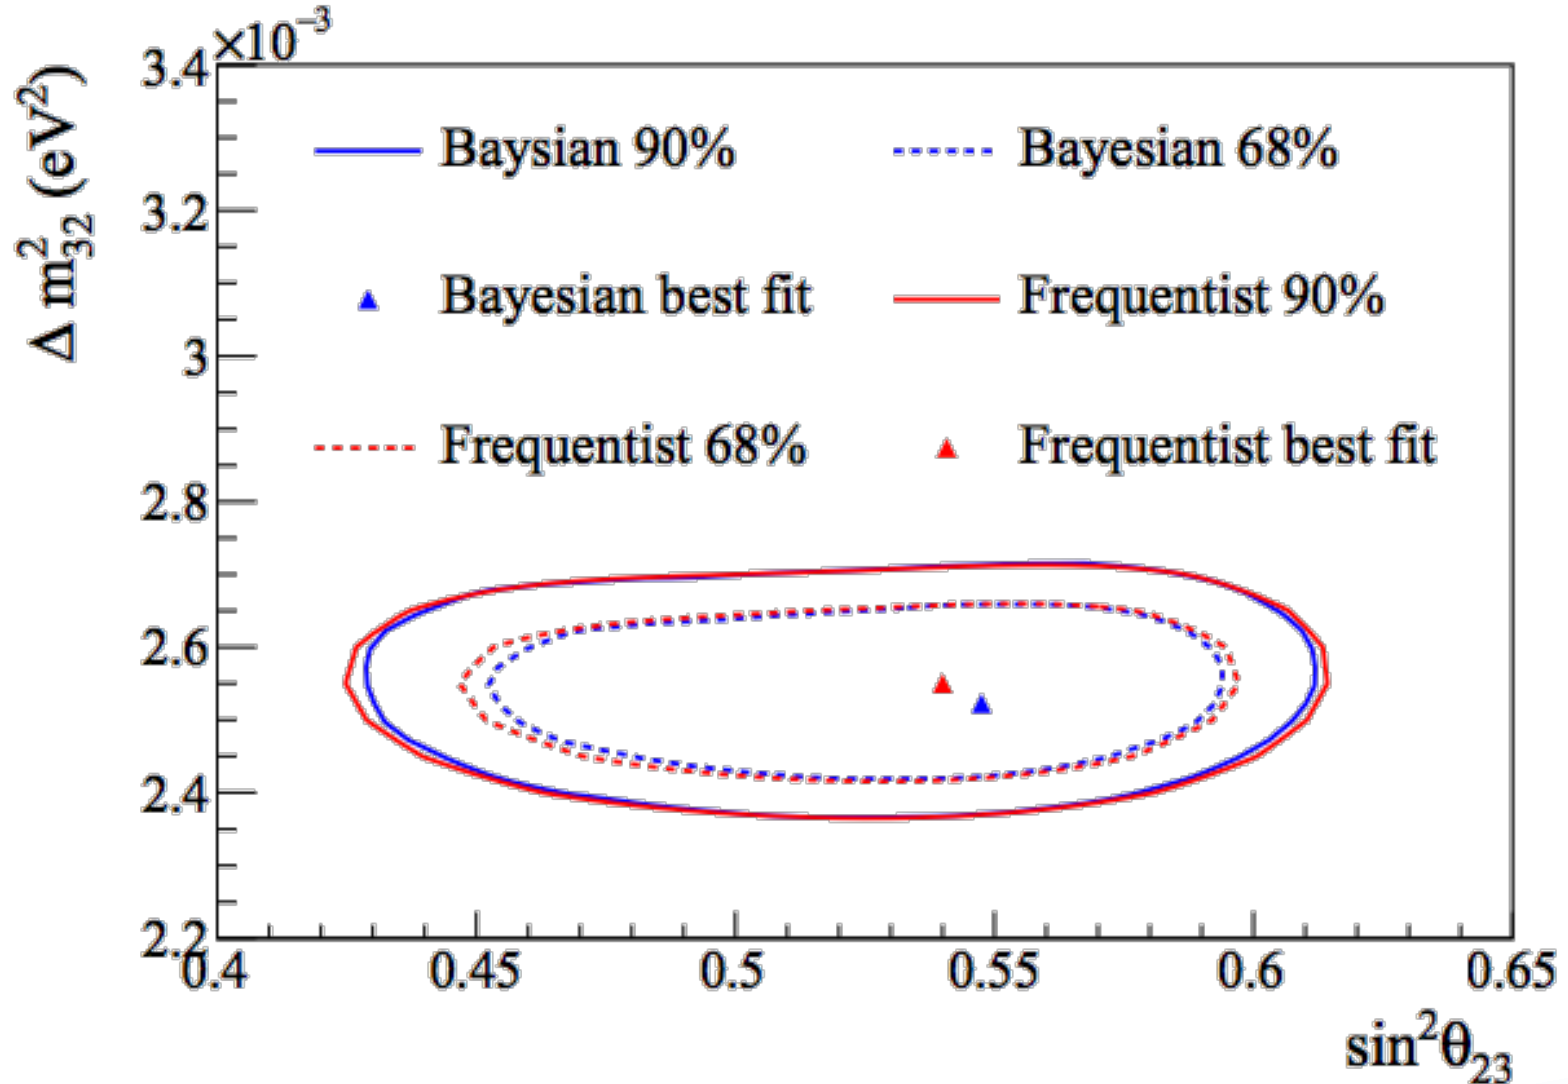 ×10⁻³
3.4
3.2
3
2.8
2.6
2.4
2.2
Δ m²₃₂ (eV²)
Baysian 90%
Bayesian 68%
Bayesian best fit
Frequentist 90%
Frequentist 68%
Frequentist best fit
0.4
0.45
0.5
0.55
0.6
0.65
sin²θ₂₃